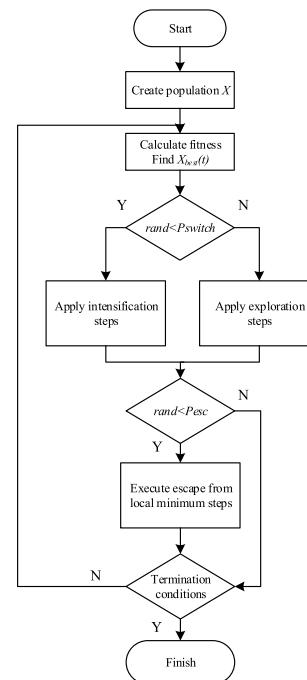 Start
Create population X
Calculate fitness
Find Xbest(t)
Y
N
rand<Pswitch
Apply intensification
steps
Apply exploration
steps
rand<Pesc
N
Y
Execute escape from
local minimum steps
N
Termination
conditions
Y
Finish